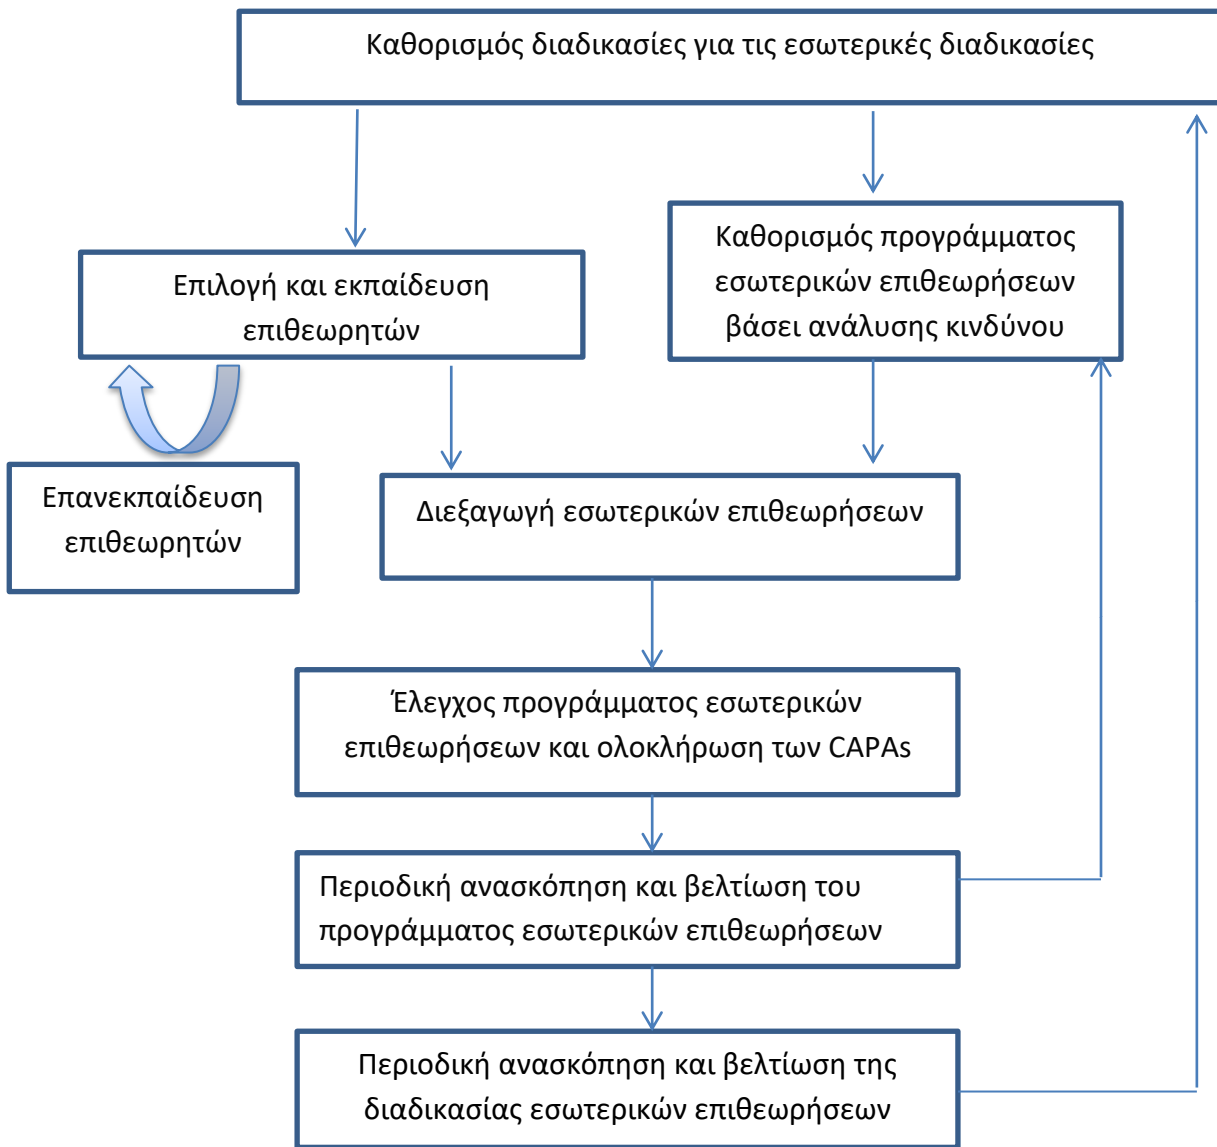 Καθορισμός διαδικασίες για τις εσωτερικές διαδικασίες
Επιλογή και εκπαίδευση
επιθεωρητών
Καθορισμός προγράμματος
εσωτερικών επιθεωρήσεων
βάσει ανάλυσης κινδύνου
Επανεκπαίδευση
επιθεωρητών
Διεξαγωγή εσωτερικών επιθεωρήσεων
Έλεγχος προγράμματος εσωτερικών
επιθεωρήσεων και ολοκλήρωση των CAPAs
Περιοδική ανασκόπηση και βελτίωση του
προγράμματος εσωτερικών επιθεωρήσεων
Περιοδική ανασκόπηση και βελτίωση της
διαδικασίας εσωτερικών επιθεωρήσεων